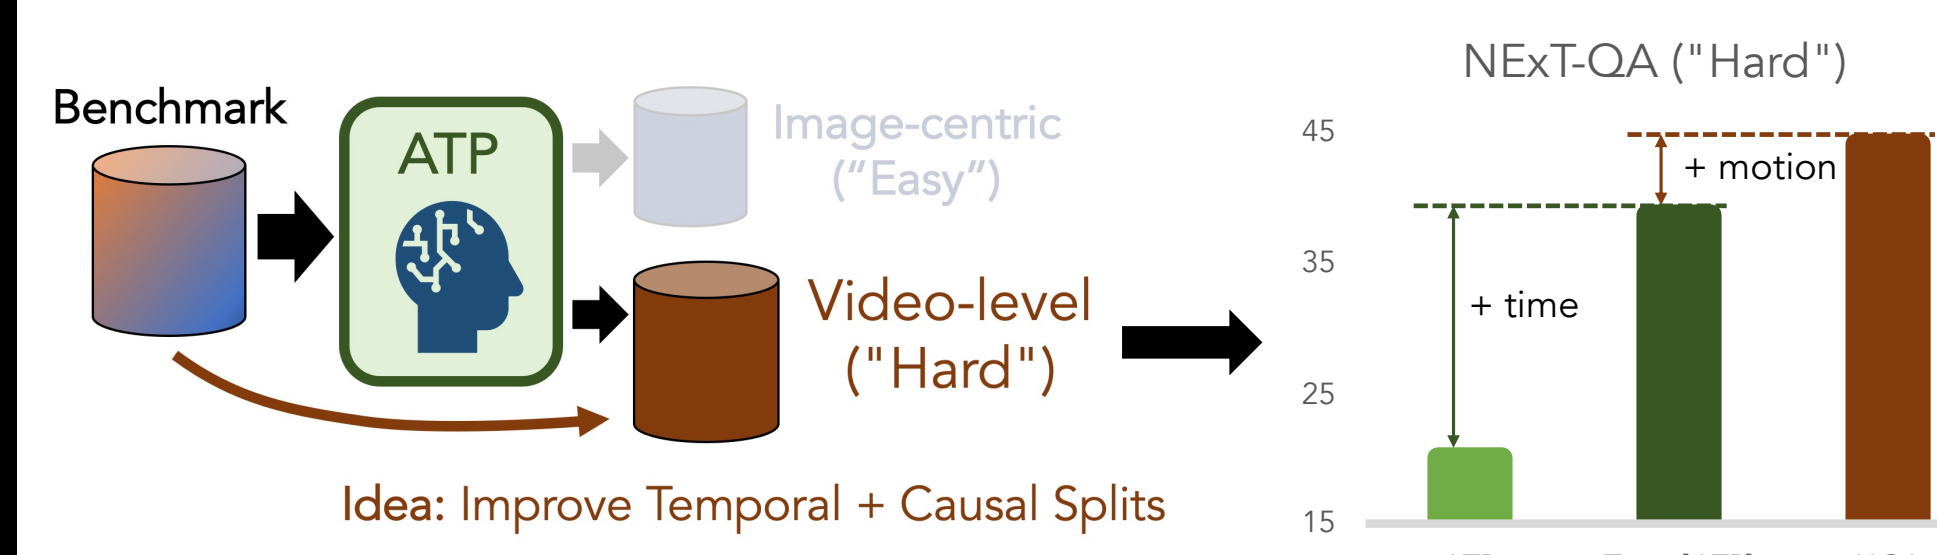 Benchmark
ATP
Image-centric
("Easy")
Video-level
("Hard")
Idea: Improve Temporal + Causal Splits
NExT-QA ("Hard")
45
+ motion
35
+ time
25
15